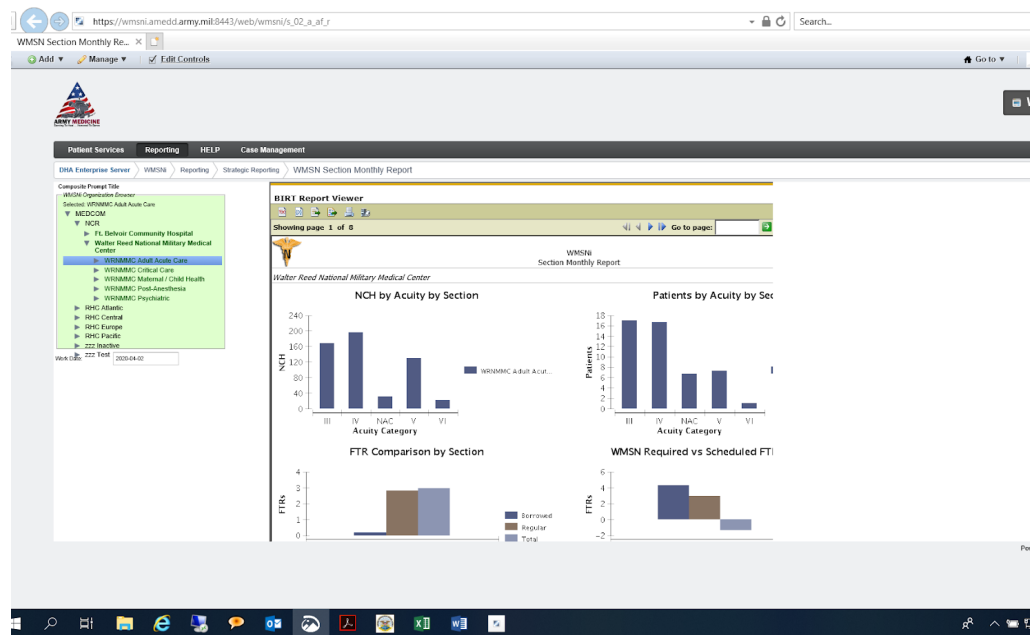 https://wmsni.amedd.army.mil:8443/web/wmsni/s_02_a_af_r
Search...
WMSN Section Monthly Re...
Add Manage Edit Controls
Go to
ARMY MEDICINE
Patient Services Reporting HELP Case Management
DHA Enterprise Server WMSNi Reporting Strategic Reporting WMSN Section Monthly Report
Composite Prompt Title
WMSNi Organization Browser
Selected: WRNMMC Adult Acute Care
MEDCOM
NCR
Ft. Belvoir Community Hospital
Walter Reed National Military Medical
Center
WRNMMC Adult Acute Care
WRNMMC Critical Care
WRNMMC Maternal / Child Health
WRNMMC Post-Anesthesia
WRNMMC Psychiatric
RHC Atlantic
RHC Central
RHC Europe
RHC Pacific
zzz Inactive
zzz Test
Work Date: 2020-04-02
BIRT Report Viewer
Showing page 1 of 8
Go to page:
WMSNi
Section Monthly Report
Walter Reed National Military Medical Center
NCH by Acuity by Section
240
200
160
120
80
40
0
NCH
III IV NAC V VI
Acuity Category
WRNMMC Adult Acut...
Patients by Acuity by Sec
18
16
14
12
10
8
6
4
2
0
Patients
III IV NAC V VI
Acuity Category
FTR Comparison by Section
4
3
2
1
0
FTRs
Borrowed
Regular
Total
WMSN Required vs Scheduled FT
6
4
2
0
-2
FTRs